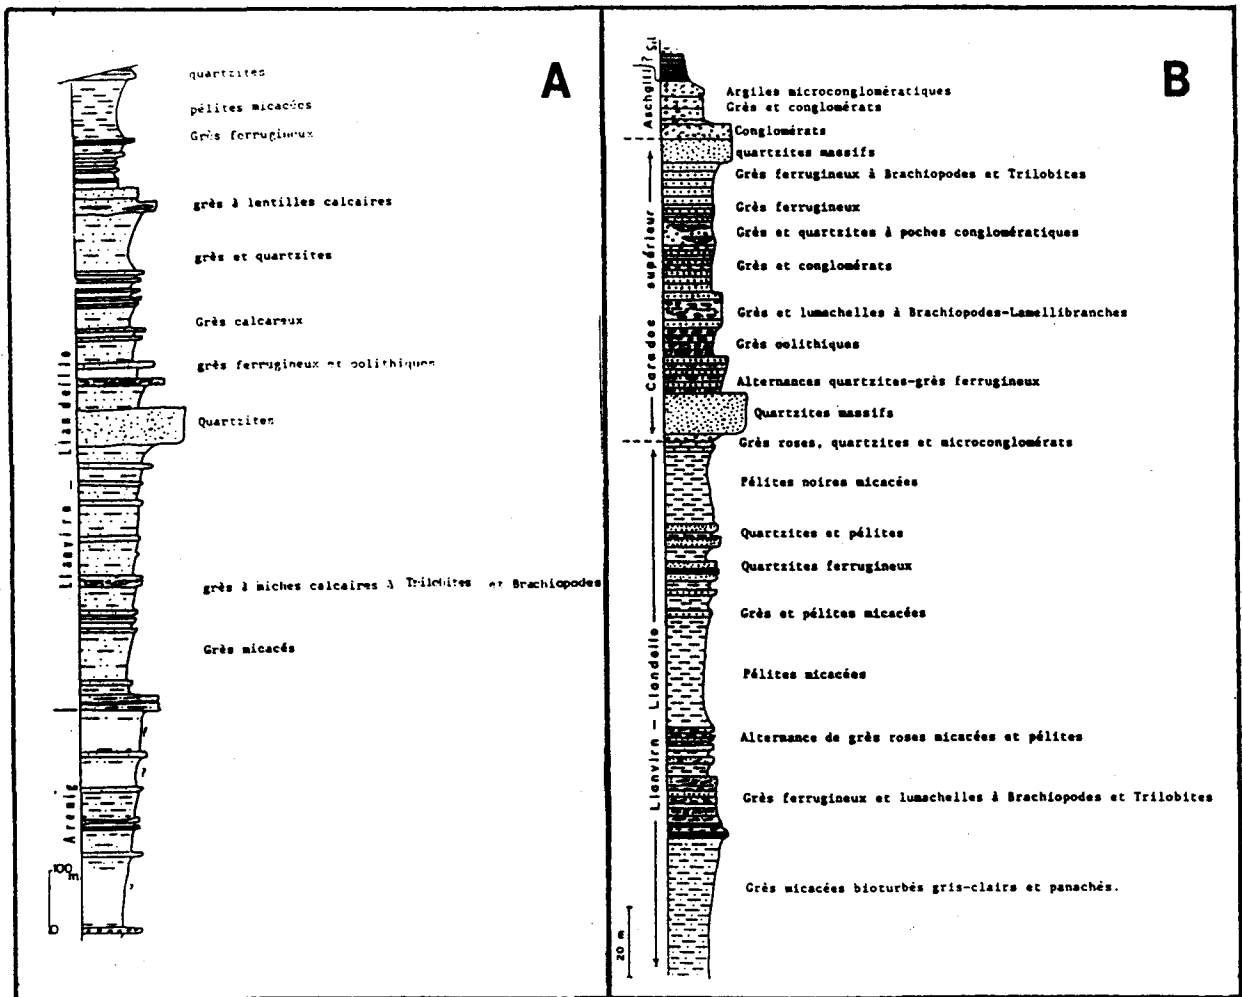 A
quartzites
pélites micacées
Grès ferrugineux
grès à lentilles calcaires
grès et quartzites
Grès calcareux
grès ferrugineux et oolithiques
Quartzites
grès à miches calcaires à Trilobites et Brachiopodes
Grès micacés
Llanvirn - Llandeilo
Arenig
100 m
0
B
? Sil
Aschgill
Caradoc supérieur
Llanvirn - Llandeilo
20 m
Argiles microconglomératiques
Grès et conglomérats
Conglomérats
quartzites massifs
Grès ferrugineux à Brachiopodes et Trilobites
Grès ferrugineux
Grès et quartzites à poches conglomératiques
Grès et conglomérats
Grès et lumachelles à Brachiopodes-Lamellibranches
Grès oolithiques
Alternances quartzites-grès ferrugineux
Quartzites massifs
Grès roses, quartzites et microconglomérats
Pélites noires micacées
Quartzites et pélites
Quartzites ferrugineux
Grès et pélites micacées
Pélites micacées
Alternance de grès roses micacées et pélites
Grès ferrugineux et lumachelles à Brachiopodes et Trilobites
Grès micacées bioturbés gris-clairs et panachés.